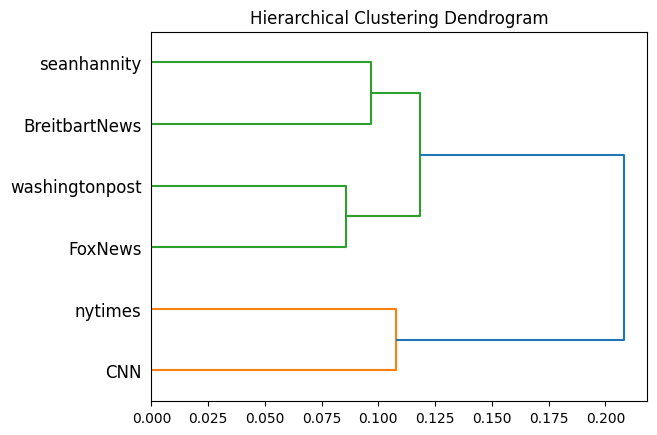 Hierarchical Clustering Dendrogram
seanhannity
BreitbartNews
washingtonpost
FoxNews
nytimes
CNN
0.000 0.025 0.050 0.075 0.100 0.125 0.150 0.175 0.200